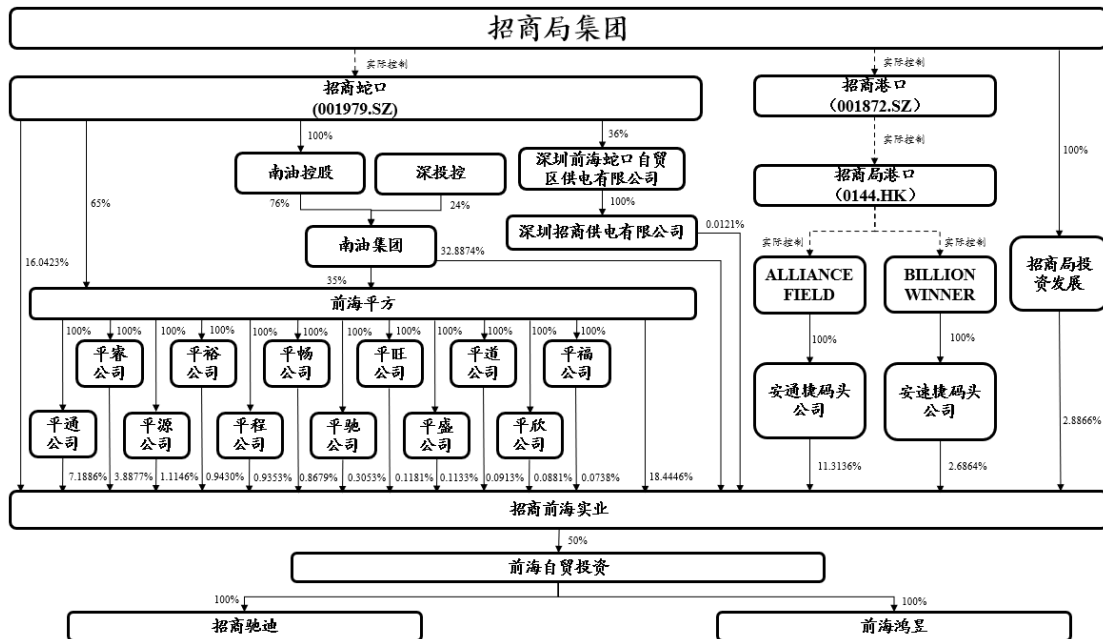 招商局集团
实际控制
实际控制
招商蛇口
(001979.SZ)
招商港口
（001872.SZ）
100%
36%
实际控制
100%
南油控股
深投控
深圳前海蛇口自贸
区供电有限公司
招商局港口
（0144.HK）
65%
76%
24%
100%
深圳招商供电有限公司
0.0121%
南油集团
实际控制
实际控制
16.0423%
32.8874%
35%
ALLIANCE
FIELD
BILLION
WINNER
招商局投
资发展
前海平方
100%
100%
100%
100%
100%
100%
100%
100%
100%
100%
100%
100%
平睿
公司
平裕
公司
平畅
公司
平旺
公司
平道
公司
平福
公司
100%
100%
平通
公司
平源
公司
平程
公司
平驰
公司
平盛
公司
平欣
公司
安通捷码头
公司
安速捷码头
公司
2.8866%
7.1886%
3.8877%
1.1146%
0.9430%
0.9353%
0.8679%
0.3053%
0.1181%
0.1133%
0.0913%
0.0881%
0.0738%
18.4446%
11.3136%
2.6864%
招商前海实业
50%
前海自贸投资
100%
100%
招商驰迪
前海鸿昱